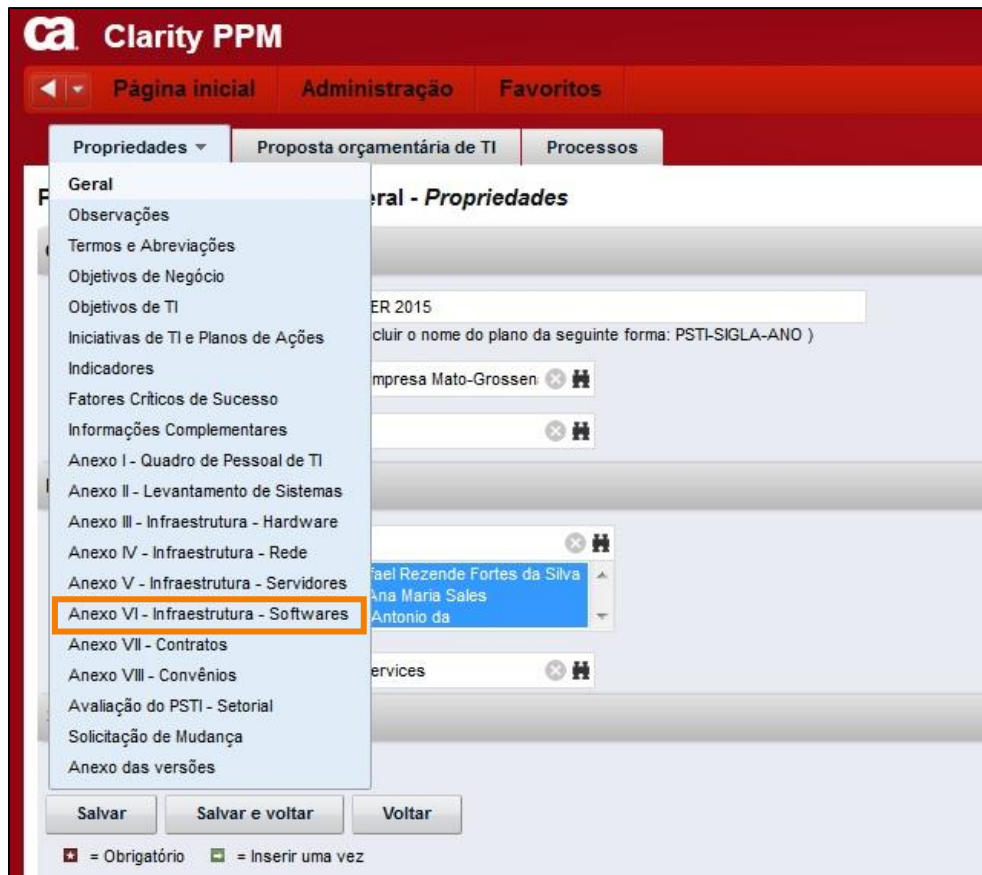 ca Clarity PPM
Página inicial Administração Favoritos
Propriedades Proposta orçamentária de TI Processos
Geral
eral - Propriedades
Observações
Termos e Abreviações
Objetivos de Negócio
Objetivos de TI
ER 2015
Iniciativas de TI e Planos de Ações
cluir o nome do plano da seguinte forma: PSTI-SIGLA-ANO )
Indicadores
mpresa Mato-Grossen
Fatores Críticos de Sucesso
Informações Complementares
Anexo I - Quadro de Pessoal de TI
Anexo II - Levantamento de Sistemas
Anexo III - Infraestrutura - Hardware
Anexo IV - Infraestrutura - Rede
Anexo V - Infraestrutura - Servidores
fael Rezende Fortes da Silva
Ana Maria Sales
Anexo VI - Infraestrutura - Softwares
Antonio da
Anexo VII - Contratos
Anexo VIII - Convênios
ervices
Avaliação do PSTI - Setorial
Solicitação de Mudança
Anexo das versões
Salvar Salvar e voltar Voltar
= Obrigatório = Inserir uma vez